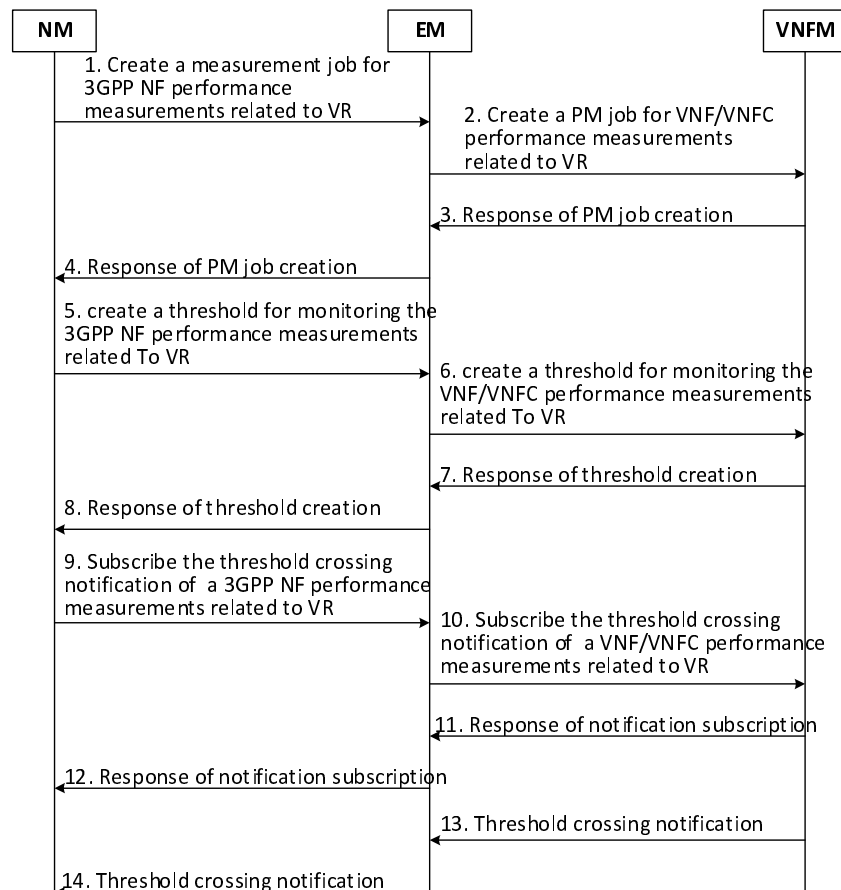 NM
EM
VNFM
1. Create a measurement job for
3GPP NF performance
measurements related to VR
2. Create a PM job for VNF/VNFC
performance measurements
related to VR
3. Response of PM job creation
4. Response of PM job creation
5. create a threshold for monitoring the
3GPP NF performance measurements
related To VR
6. create a threshold for monitoring the
VNF/VNFC performance measurements
related To VR
7. Response of threshold creation
8. Response of threshold creation
9. Subscribe the threshold crossing
notification of a 3GPP NF performance
measurements related to VR
10. Subscribe the threshold crossing
notification of a VNF/VNFC performance
measurements related to VR
11. Response of notification subscription
12. Response of notification subscription
13. Threshold crossing notification
14. Threshold crossing notification